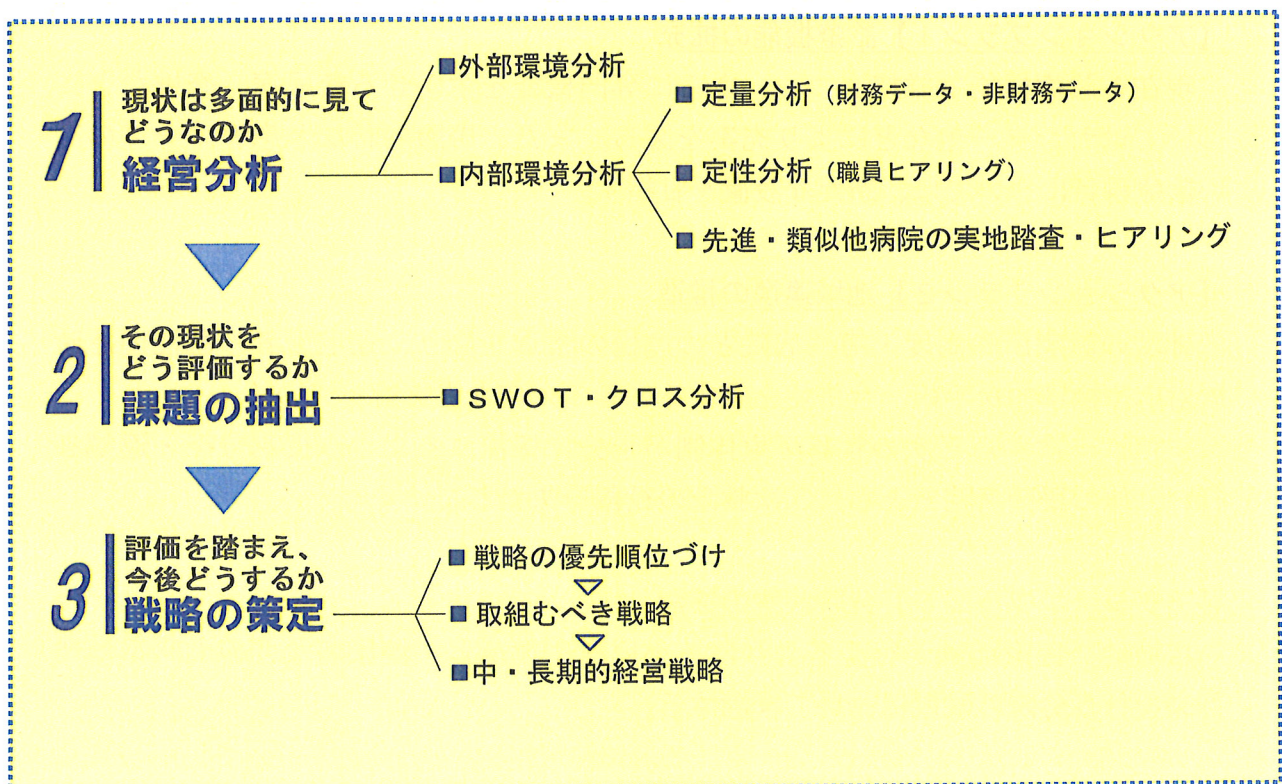 1
現状は多面的に見て
どうなのか
経営分析
■外部環境分析
■内部環境分析
■ 定量分析（財務データ・非財務データ）
■ 定性分析（職員ヒアリング）
■ 先進・類似他病院の実地踏査・ヒアリング
2
その現状を
どう評価するか
課題の抽出
■ SWOT・クロス分析
3
評価を踏まえ、
今後どうするか
戦略の策定
■ 戦略の優先順位づけ
■ 取組むべき戦略
■中・長期的経営戦略